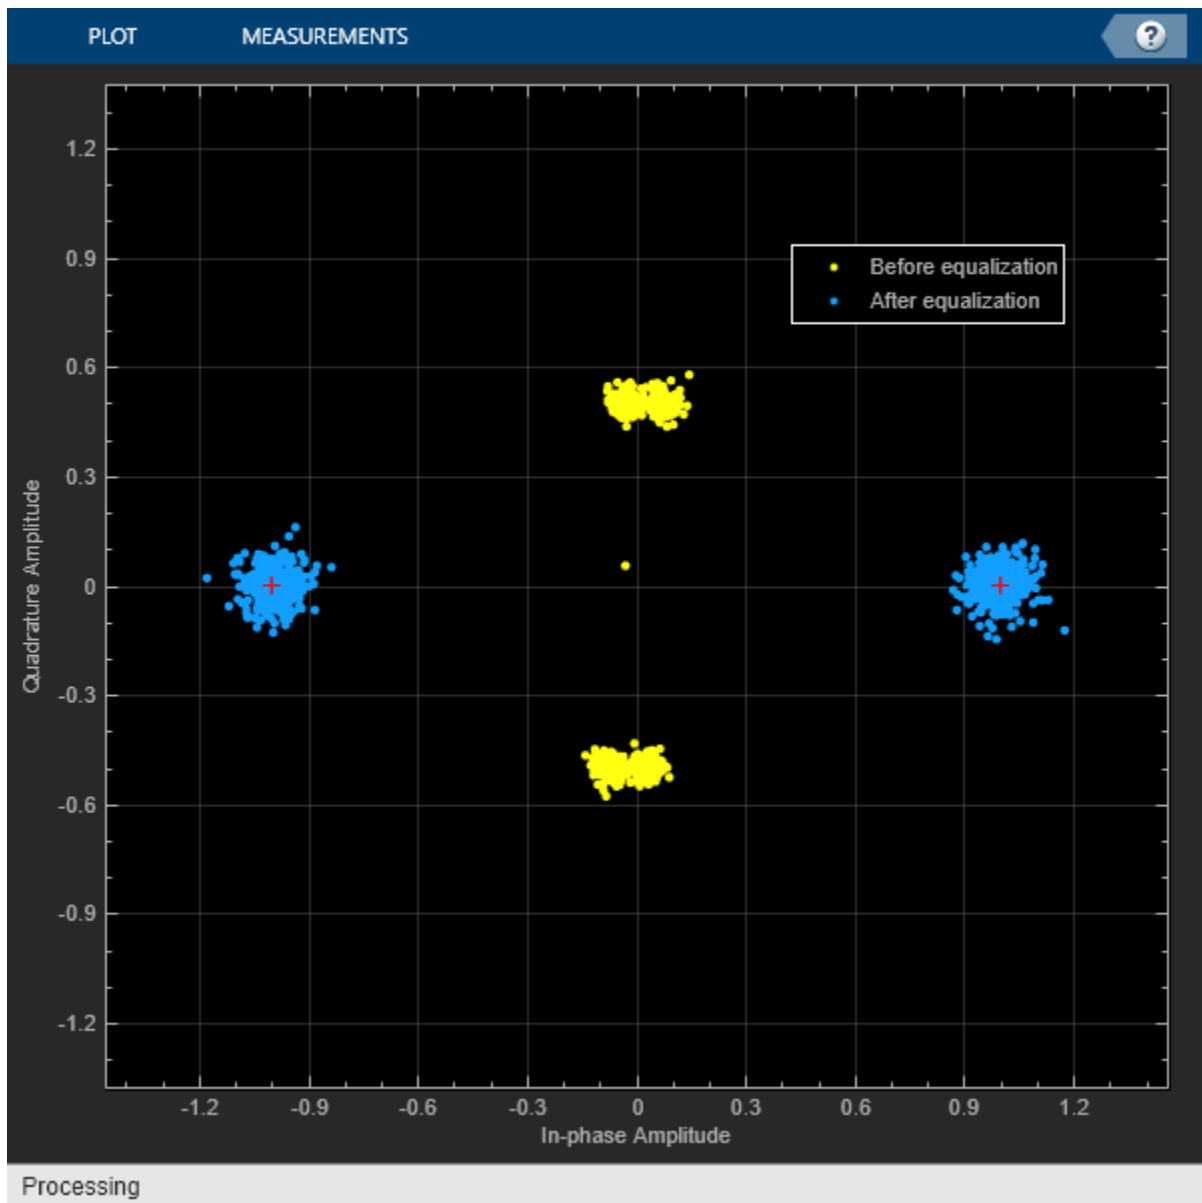 PLOT MEASUREMENTS ?
1.2
0.9
Before equalization
After equalization
0.6
0.3
0
-0.3
-0.6
-0.9
-1.2
Quadrature Amplitude
-1.2 -0.9 -0.6 -0.3 0 0.3 0.6 0.9 1.2
In-phase Amplitude
Processing